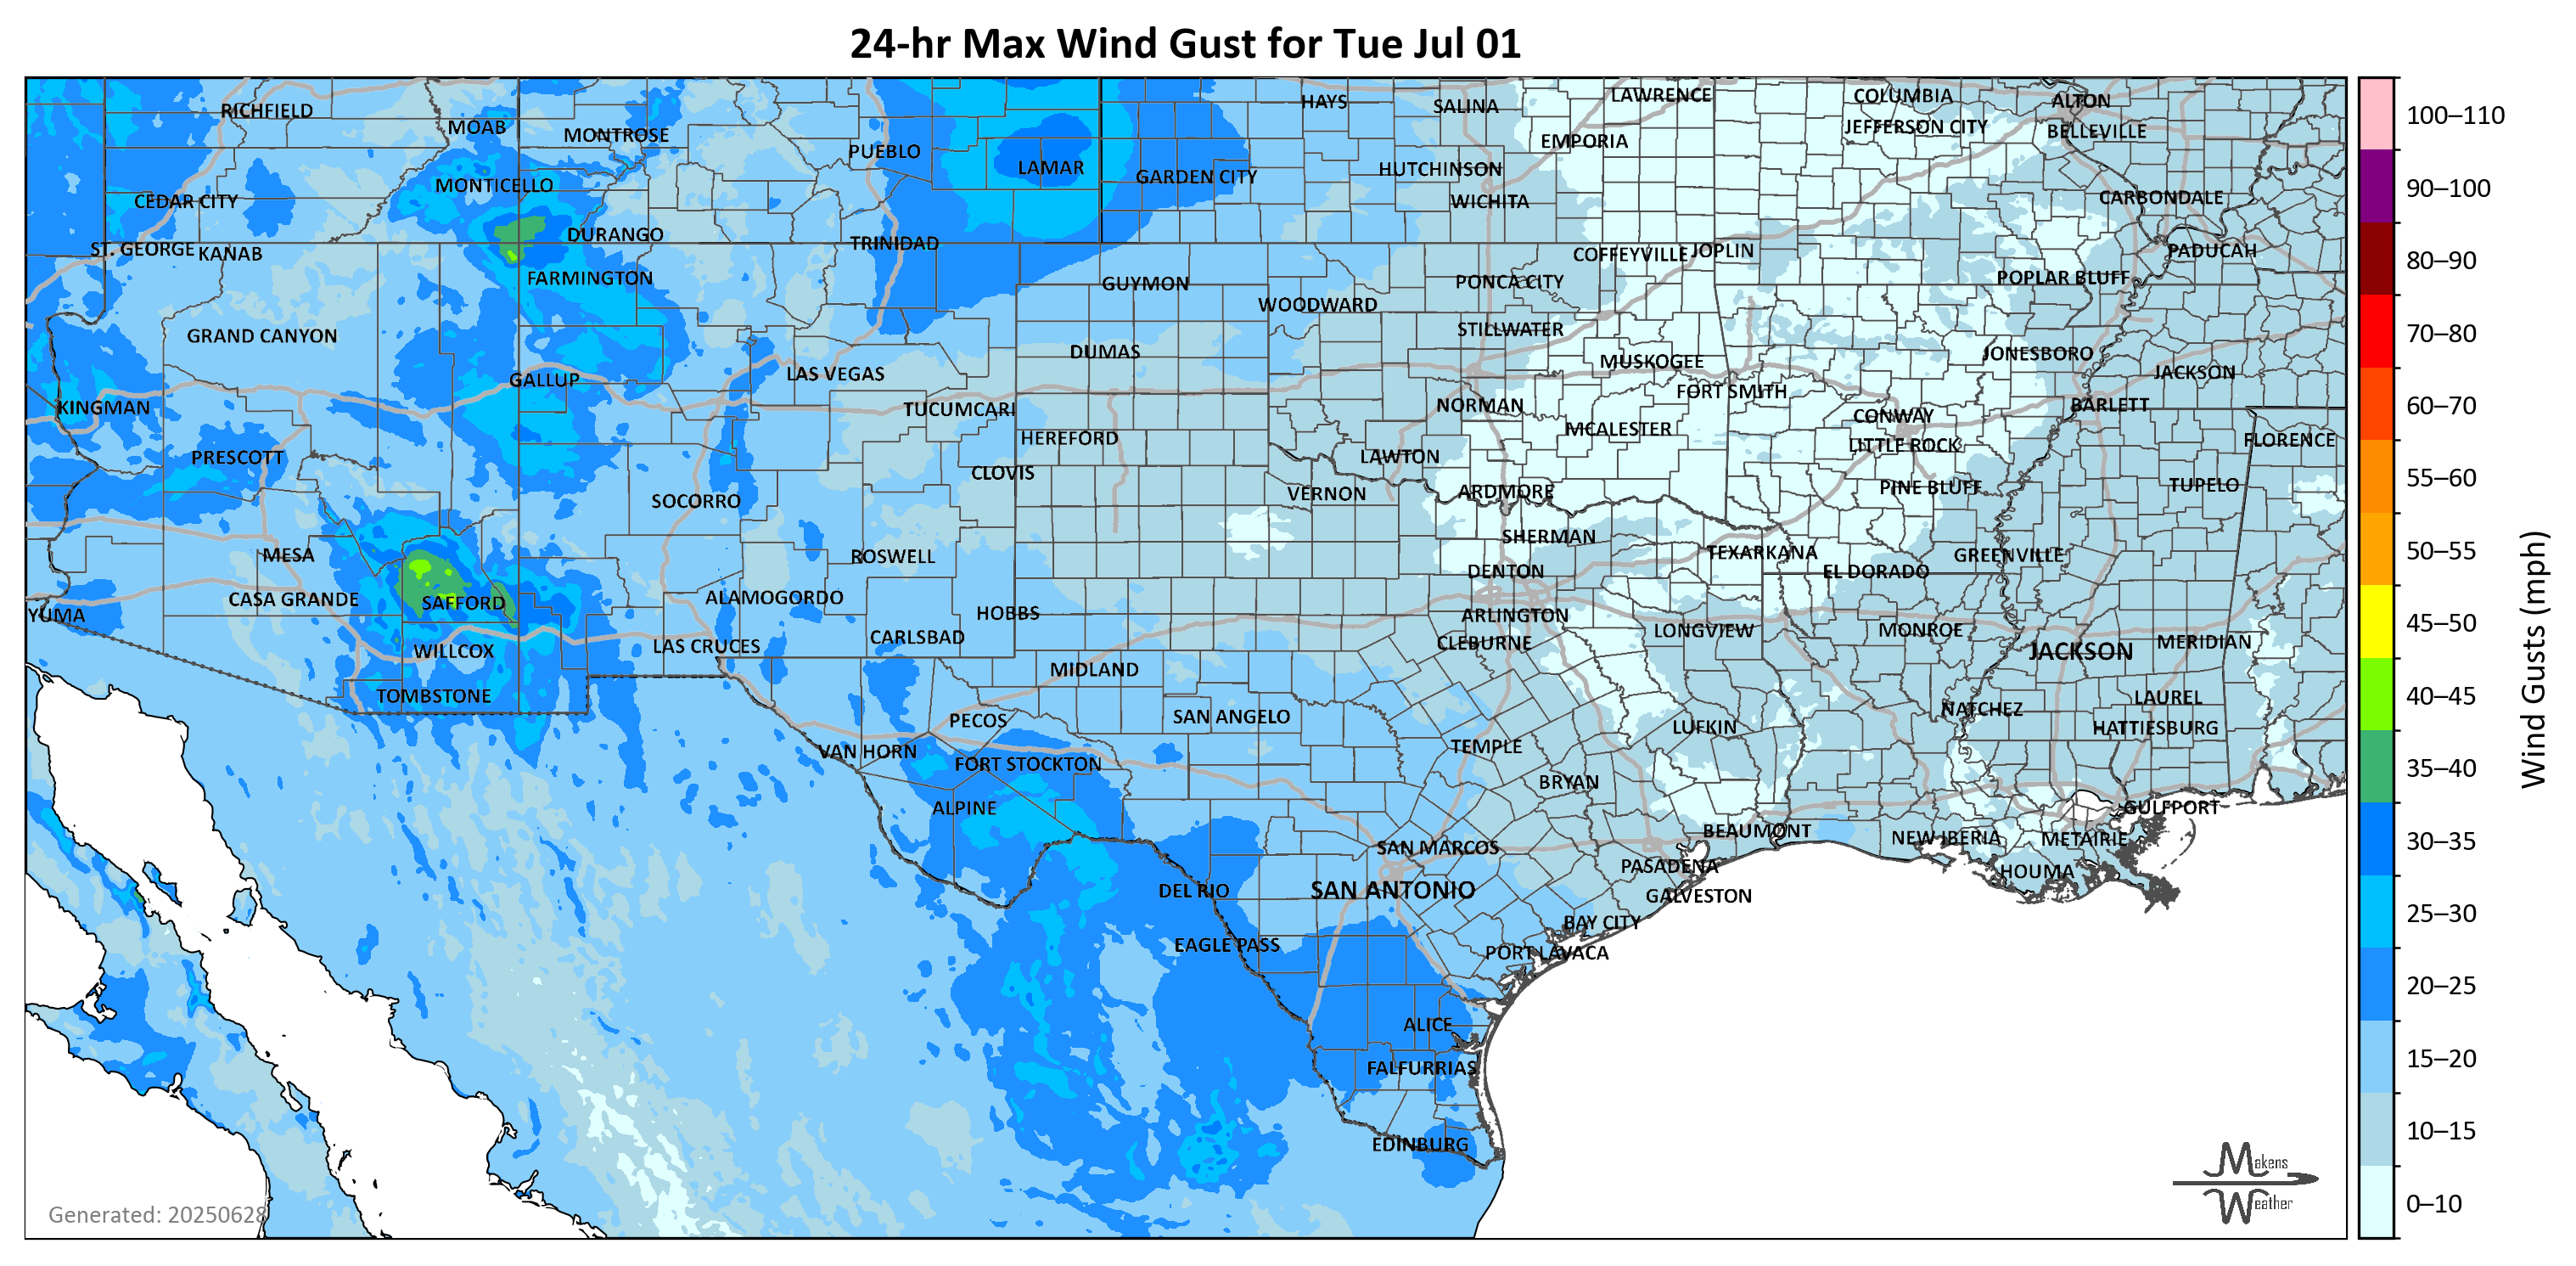 24-hr Max Wind Gust for Tue Jul 01
RICHFIELD
MOAB
MONTROSE
PUEBLO
LAMAR
GARDEN CITY
HAYS
SALINA
HUTCHINSON
WICHITA
LAWRENCE
EMPORIA
COLUMBIA
JEFFERSON CITY
ALTON
BELLEVILLE
CARBONDALE
PADUCAH
MONTICELLO
CEDAR CITY
ST. GEORGE
KANAB
DURANGO
TRINIDAD
FARMINGTON
GUYMON
WOODWARD
PONCA CITY
COFFEYVILLE
JOPLIN
POPLAR BLUFF
GRAND CANYON
DUMAS
STILLWATER
MUSKOGEE
JONESBORO
JACKSON
GALLUP
LAS VEGAS
FORT SMITH
KINGMAN
TUCUMCARI
NORMAN
CONWAY
BARLETT
MCALESTER
HEREFORD
LITTLE ROCK
FLORENCE
PRESCOTT
CLOVIS
LAWTON
SOCORRO
VERNON
ARDMORE
PINE BLUFF
TUPELO
SHERMAN
MESA
ROSWELL
TEXARKANA
GREENVILLE
DENTON
EL DORADO
CASA GRANDE
SAFFORD
ALAMOGORDO
YUMA
HOBBS
ARLINGTON
CARLSBAD
CLEBURNE
LONGVIEW
MONROE
JACKSON
MERIDIAN
WILLCOX
LAS CRUCES
MIDLAND
TOMBSTONE
LAUREL
NATCHEZ
PECOS
SAN ANGELO
LUFKIN
HATTIESBURG
VAN HORN
TEMPLE
FORT STOCKTON
BRYAN
ALPINE
GULFPORT
BEAUMONT
NEW IBERIA
METAIRIE
SAN MARCOS
PASADENA
HOUMA
DEL RIO
SAN ANTONIO
GALVESTON
BAY CITY
EAGLE PASS
PORT LAVACA
ALICE
FALFURRIAS
EDINBURG
Generated: 20250628
Makens
Weather
100–110
90–100
80–90
70–80
60–70
55–60
50–55
45–50
40–45
35–40
30–35
25–30
20–25
15–20
10–15
0–10
Wind Gusts (mph)